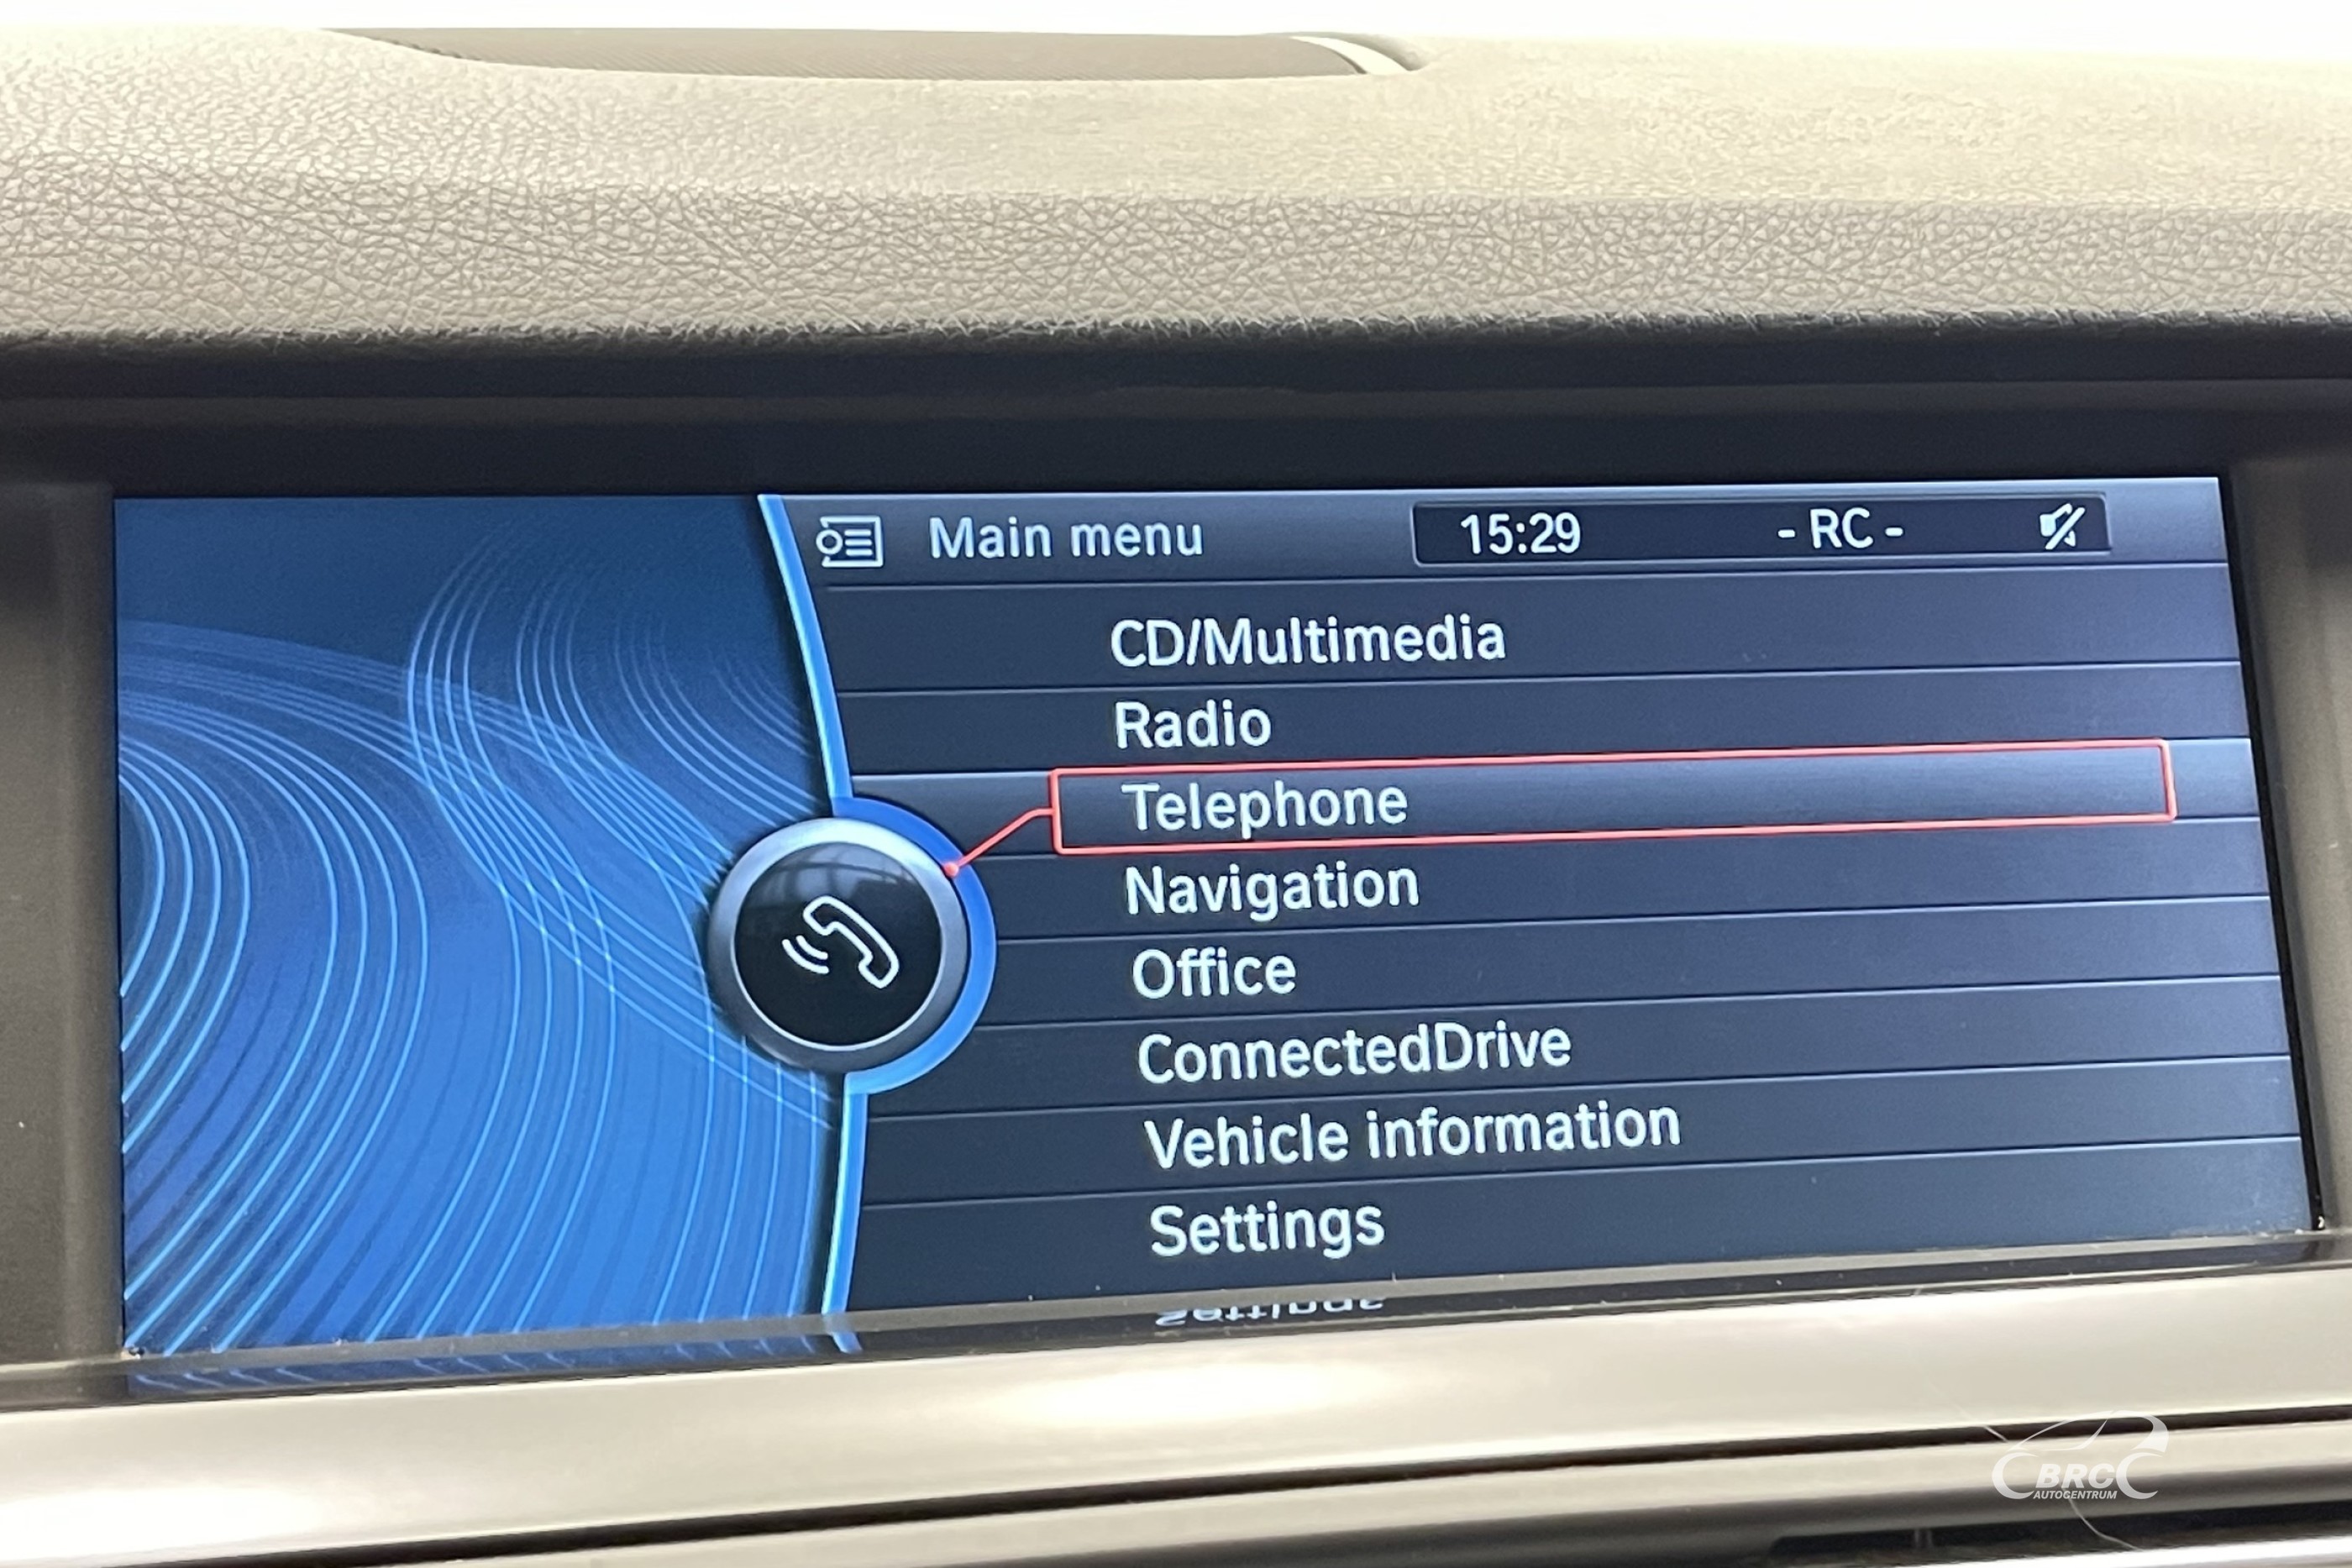 Main menu 15:29 - RC -
CD/Multimedia
Radio
Telephone
Navigation
Office
ConnectedDrive
Vehicle information
Settings
BRC
AUTOCENTRUM